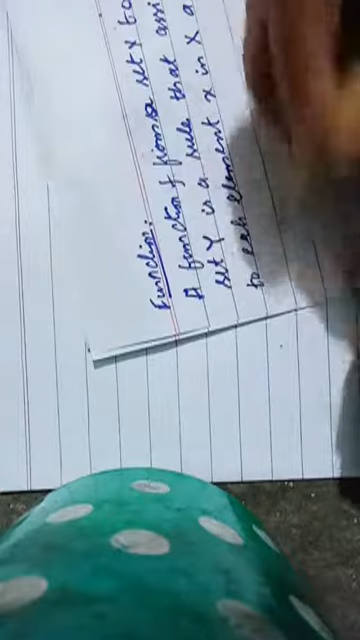 Function:
A function f from a set X to
set Y is a rule that assi
to each element x in X a